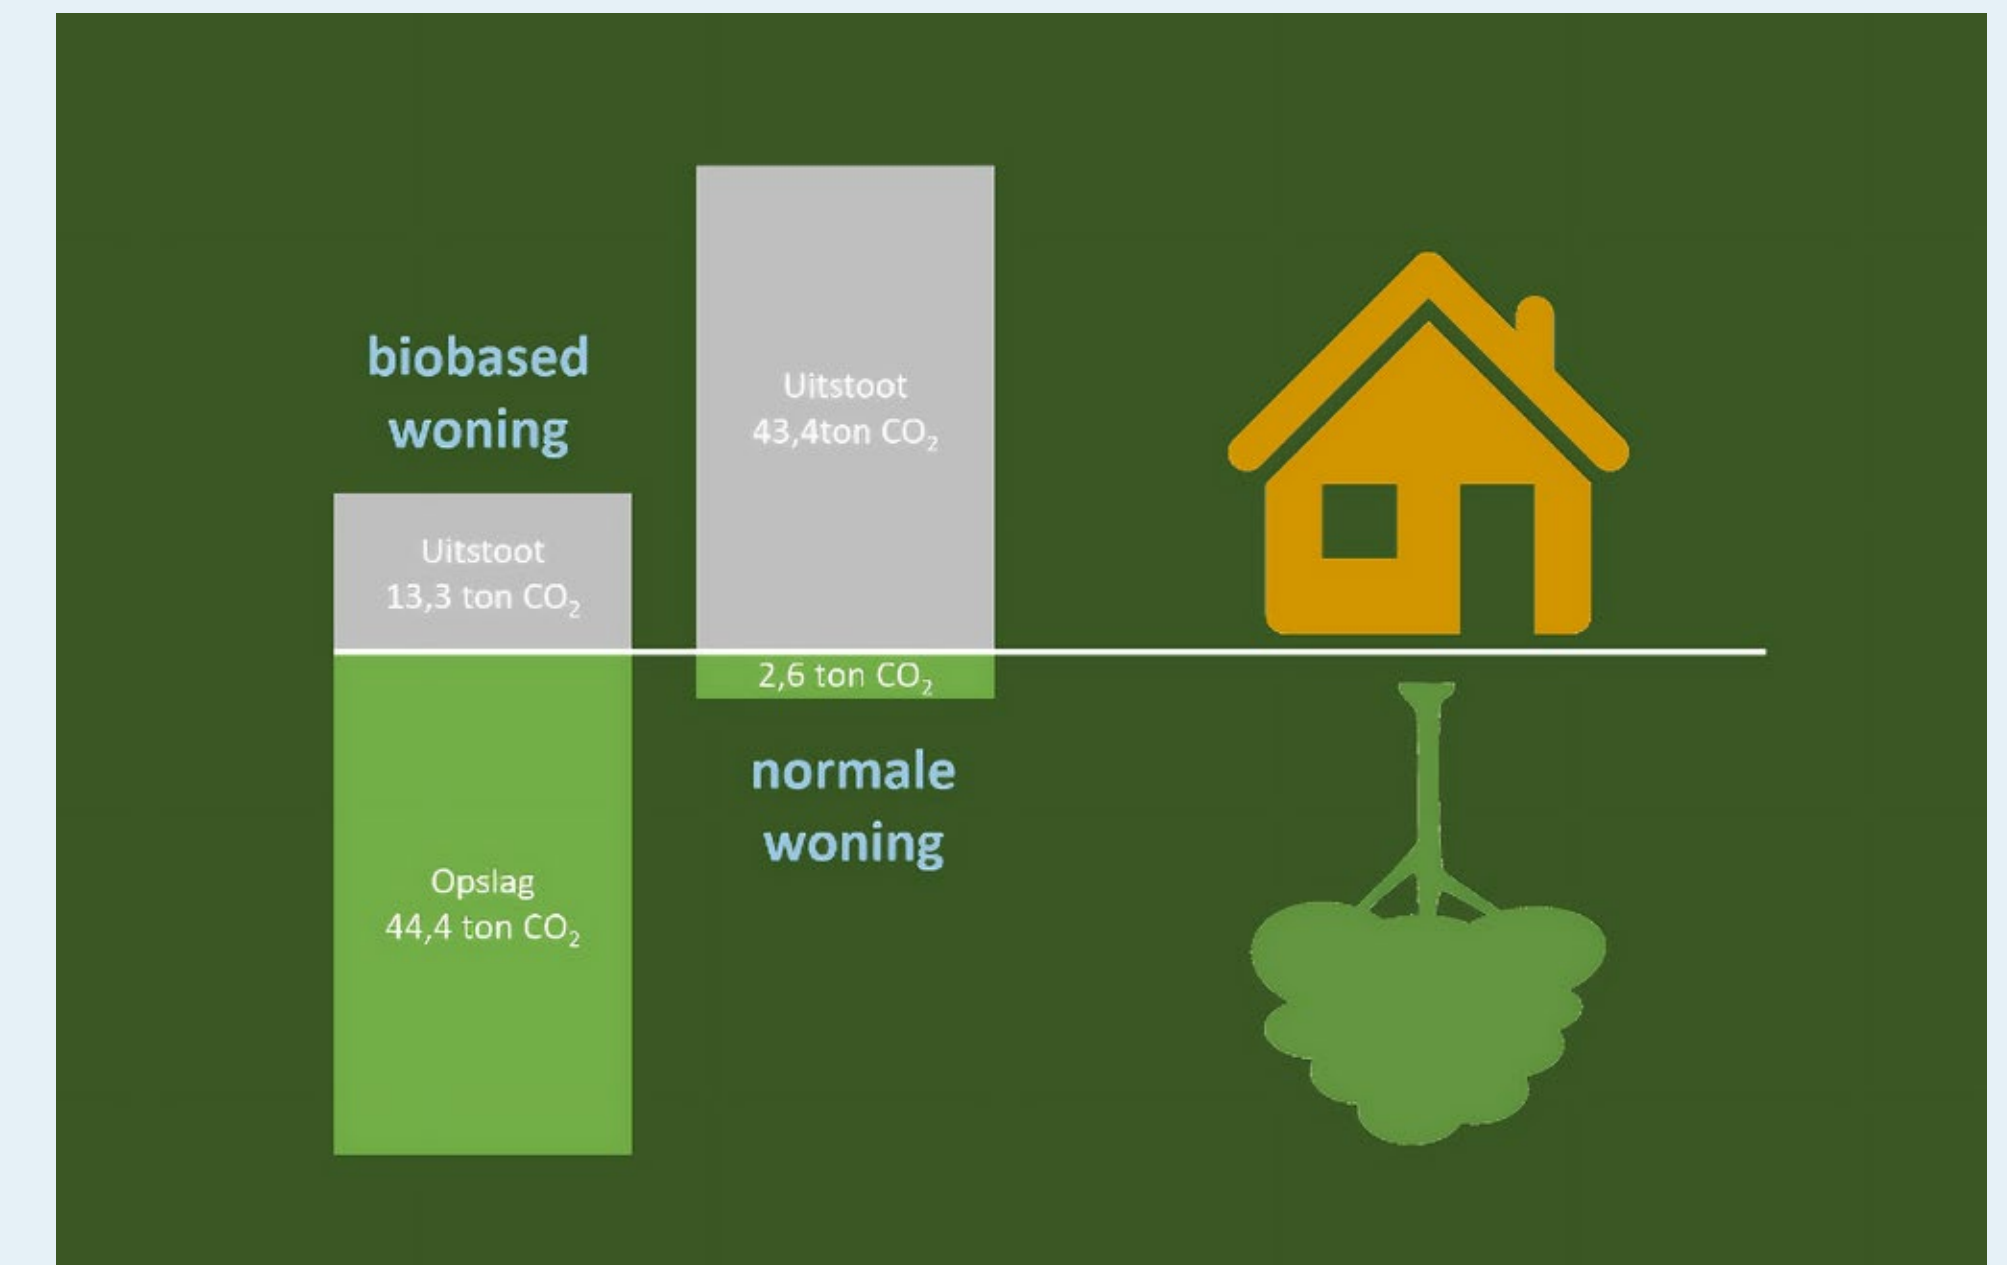 biobased
woning
Uitstoot
13,3 ton CO₂
Opslag
44,4 ton CO₂
Uitstoot
43,4ton CO₂
2,6 ton CO₂
normale
woning